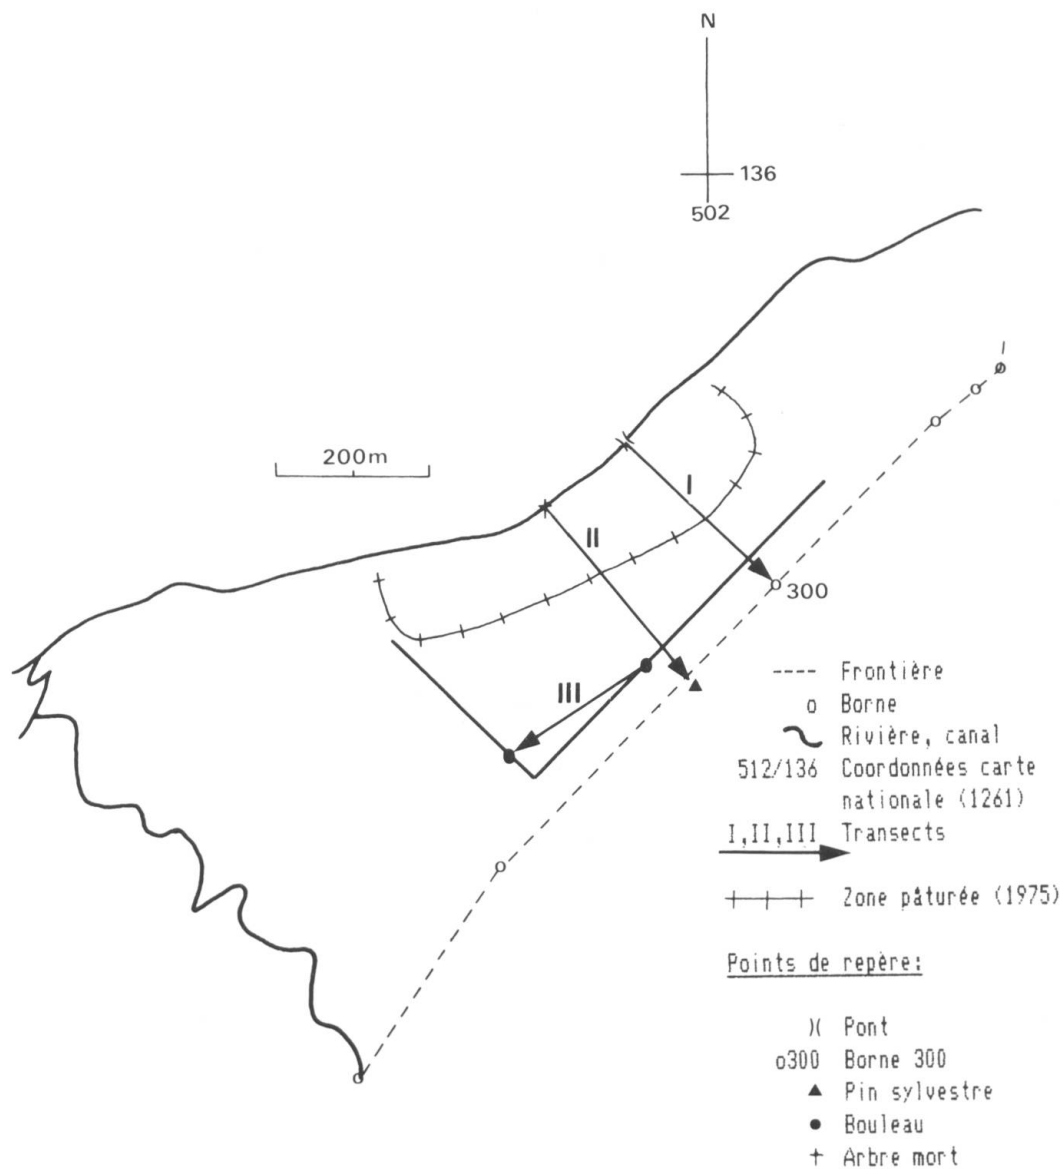 N
136
502
200m
I
II
300
III
---- Frontière
o Borne
Rivière, canal
512/136 Coordonnées carte
nationale (1261)
I,II,III Transects
Zone pâturée (1975)
Points de repère:
)( Pont
o300 Borne 300
▲ Pin sylvestre
● Bouleau
+ Arbre mort